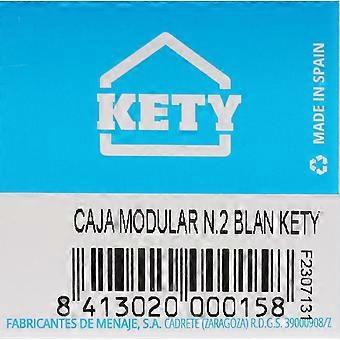 KETY
MADE IN SPAIN
CAJA MODULAR N.2 BLAN KETY
F2307131
8 413020 000158
FABRICANTES DE MENAJE, S.A. CADRETE (ZARAGOZA) R.D.G.S. 39000908/Z